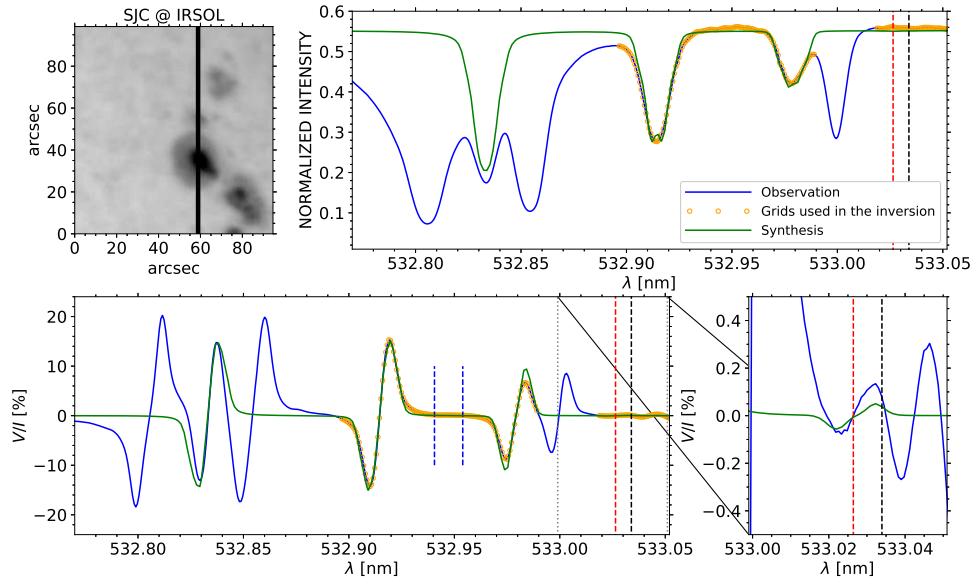 SJC @ IRSOL
arcsec
80
60
40
20
0
0 20 40 60 80
arcsec
NORMALIZED INTENSITY
0.6
0.5
0.4
0.3
0.2
0.1
Observation
Grids used in the inversion
Synthesis
532.80 532.85 532.90 532.95 533.00 533.05
λ [nm]
V/I [%]
20
10
0
−10
−20
532.80 532.85 532.90 532.95 533.00 533.05
λ [nm]
V/I [%]
0.4
0.2
0.0
−0.2
−0.4
533.00 533.02 533.04
λ [nm]